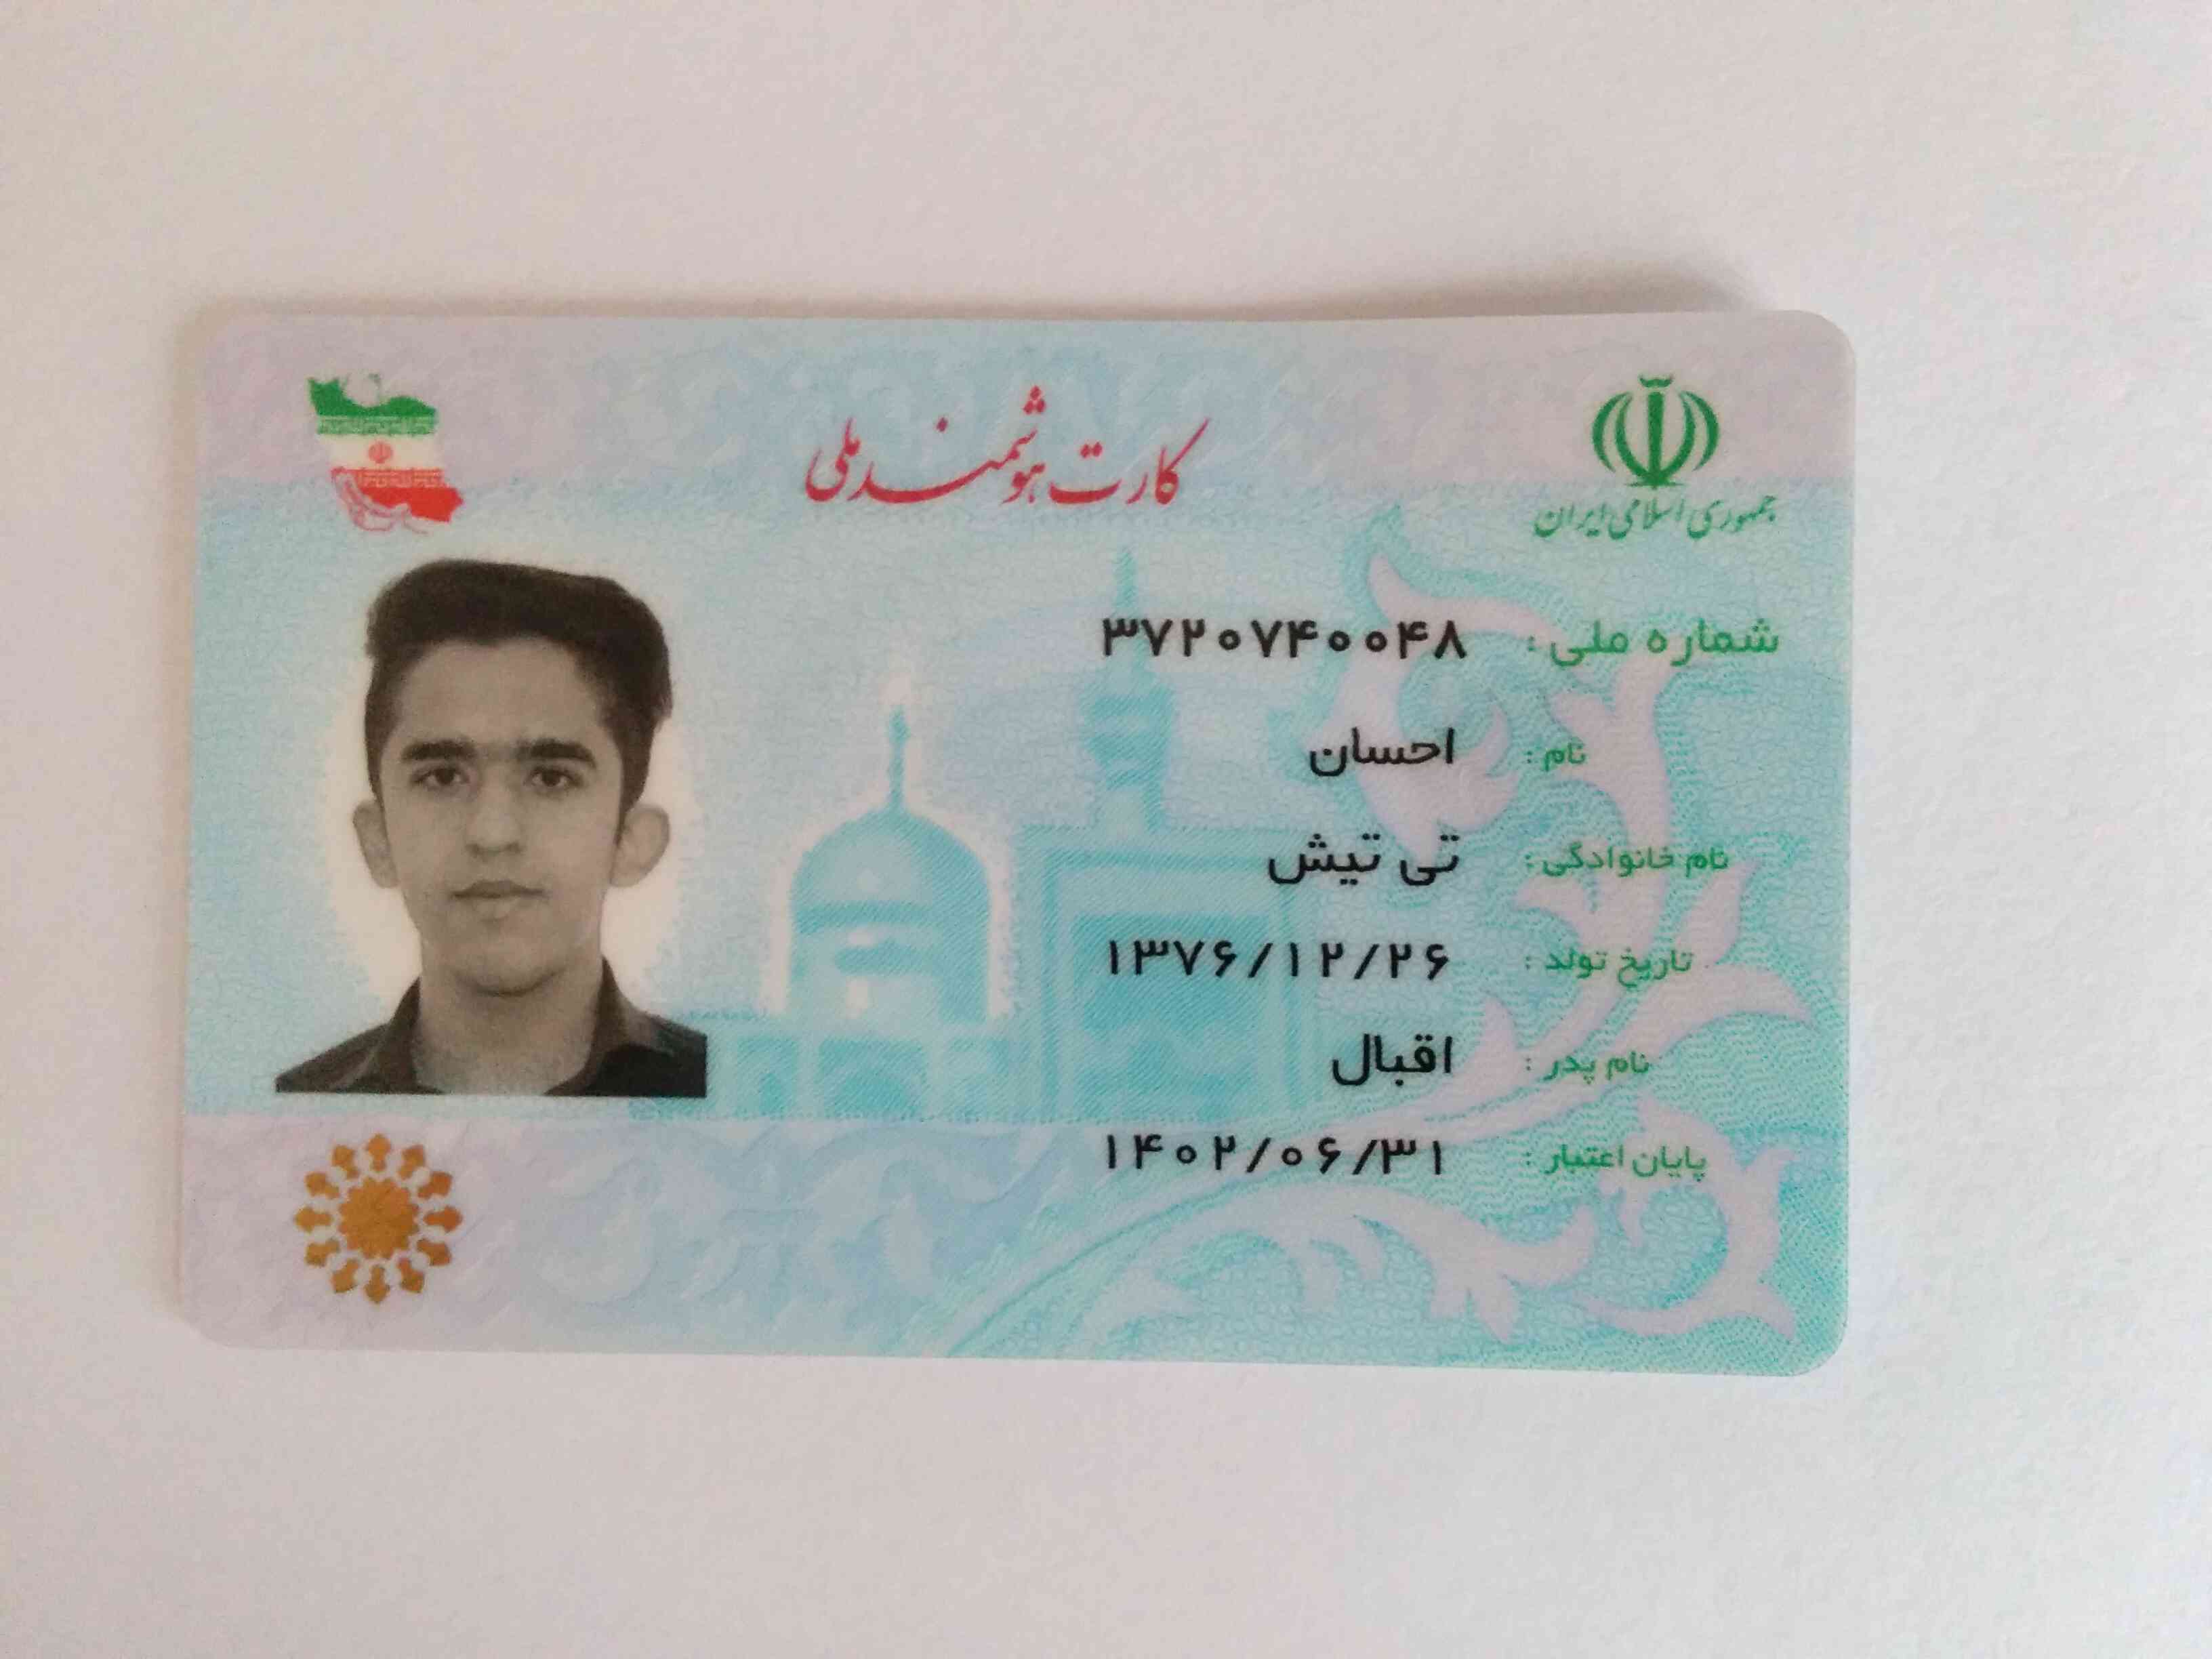 جمهوری اسلامی ایران
کارت هوشمند ملی
شماره ملی : ۳۷۲۰۷۴۰۰۴۸
نام : احسان
نام خانوادگی : تی تیش
تاریخ تولد : ۱۳۷۶/۱۲/۲۶
نام پدر : اقبال
پایان اعتبار : ۱۴۰۲/۰۶/۳۱